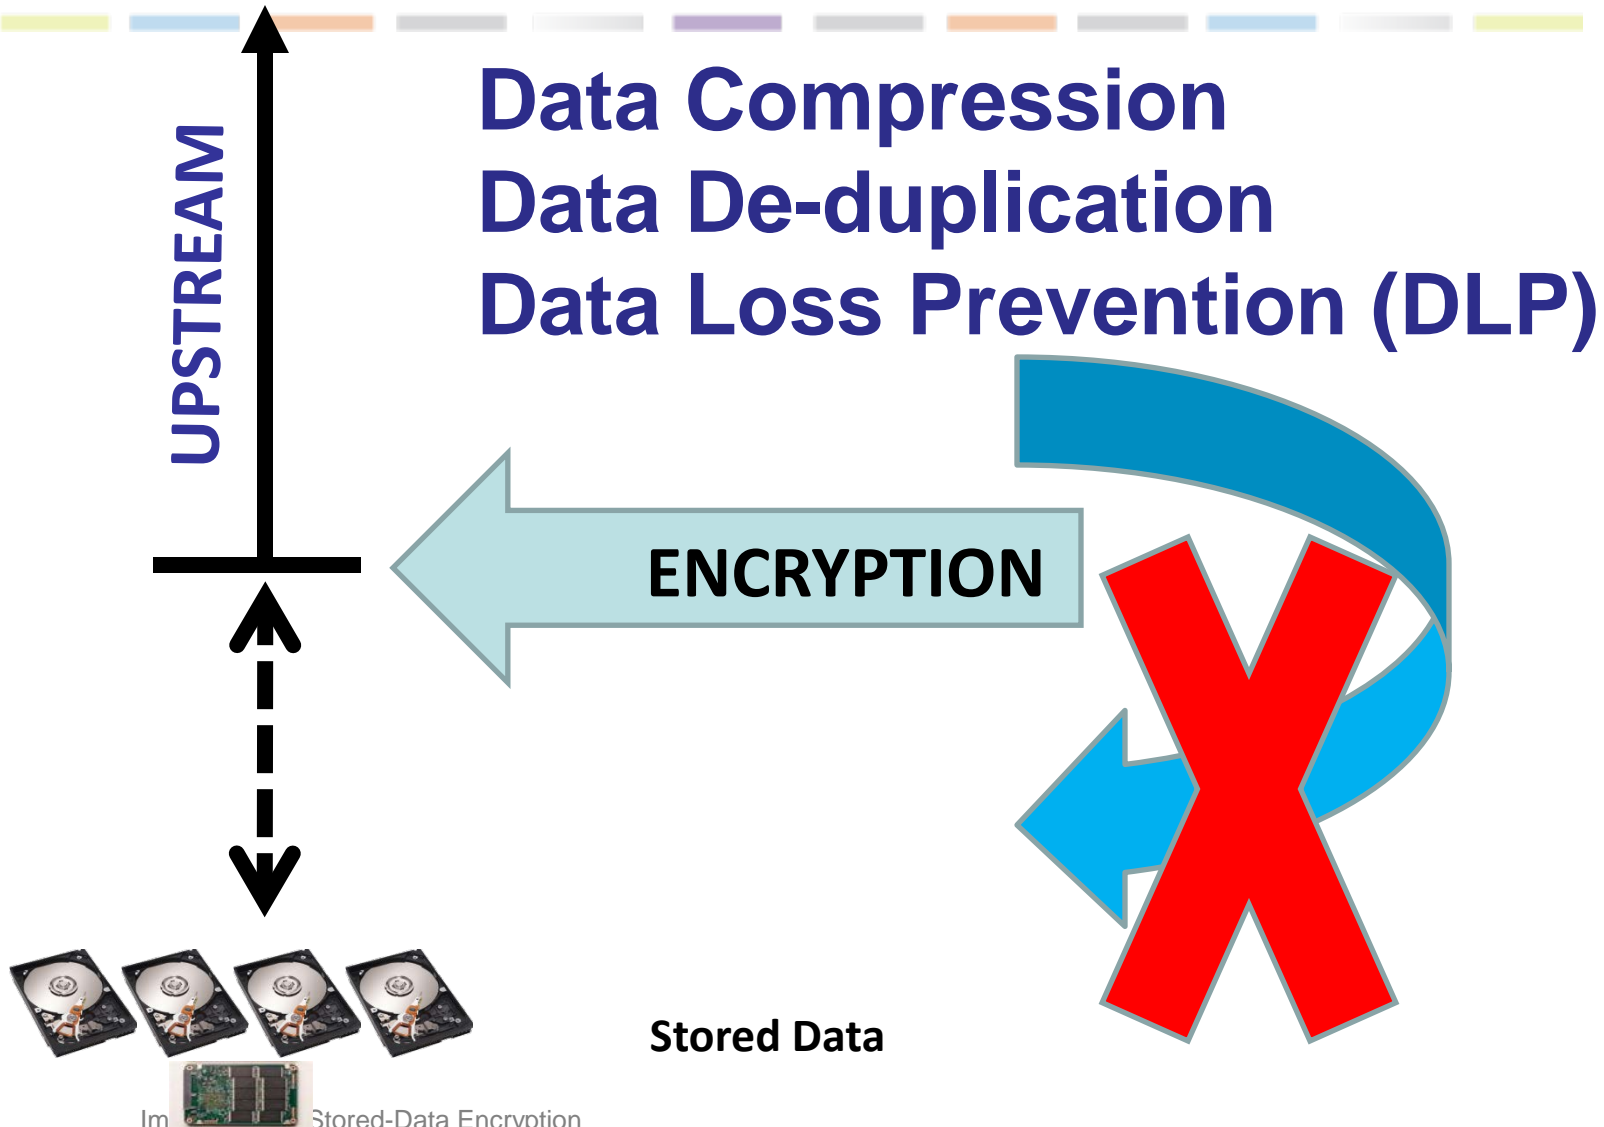 Data Compression
Data De-duplication
Data Loss Prevention (DLP)
UPSTREAM
ENCRYPTION
Stored Data
Stored-Data Encryption